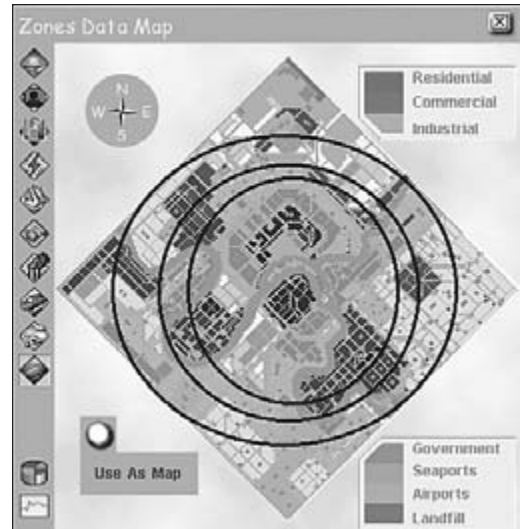 Zones Data Map
N
W E
S
Residential
Commercial
Industrial
Use As Map
Government
Seaports
Airports
Landfill